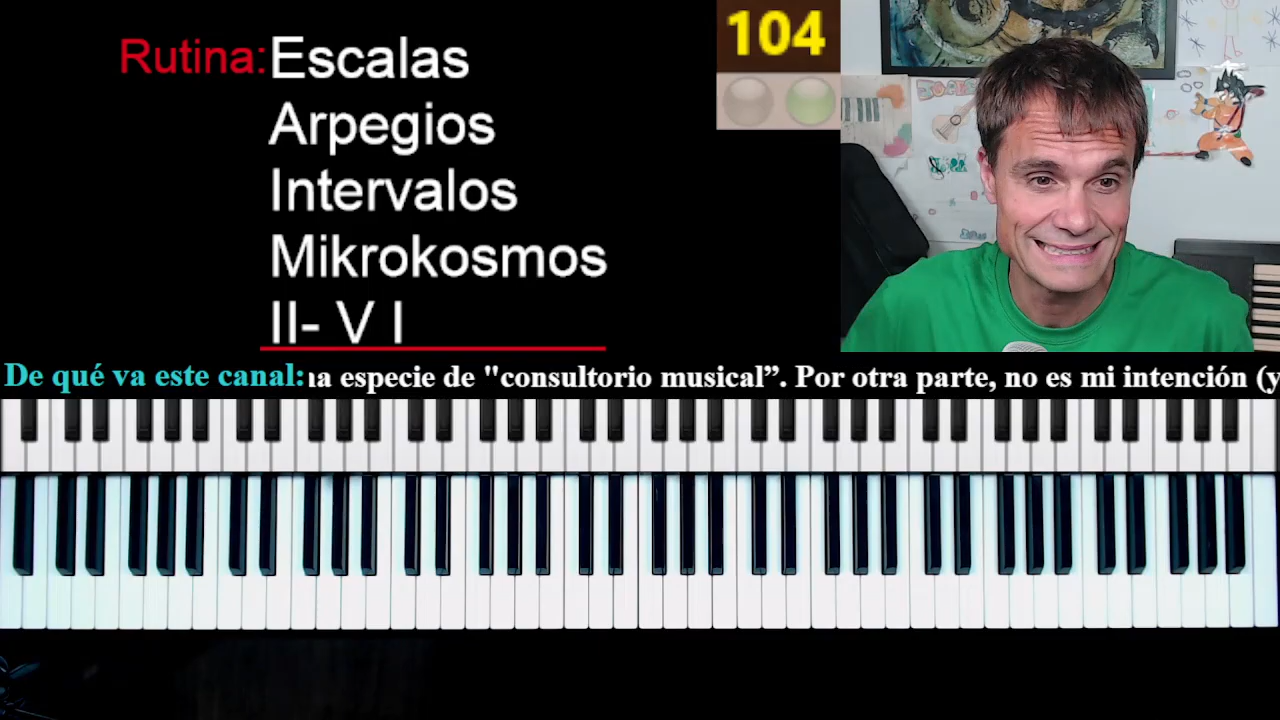 Rutina: Escalas
104
Arpegios
Intervalos
Mikrokosmos
II- V I
De qué va este canal: especie de "consultorio musical”. Por otra parte, no es mi intención (y